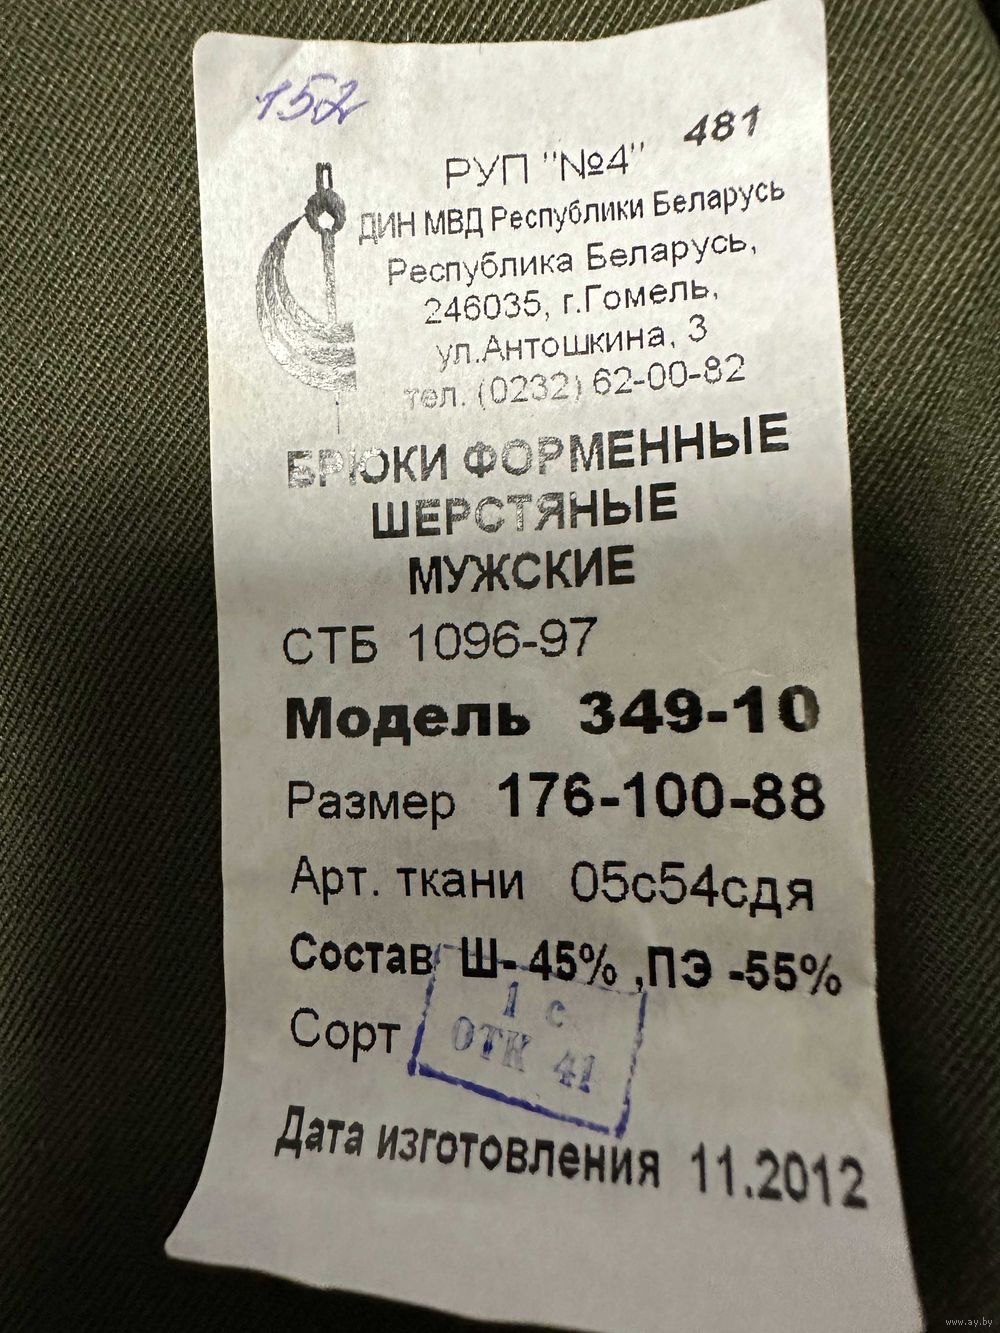 152
481
РУП "№4"
ДИН МВД Республики Беларусь
Республика Беларусь,
246035, г.Гомель,
ул.Антошкина, 3
тел. (0232) 62-00-82
БРЮКИ ФОРМЕННЫЕ
ШЕРСТЯНЫЕ
МУЖСКИЕ
СТБ 1096-97
Модель 349-10
Размер 176-100-88
Арт. ткани 05с54сдя
Состав Ш- 45% ,ПЭ -55%
1 с
Сорт
ОТК 41
Дата изготовления 11.2012
www.ay.by